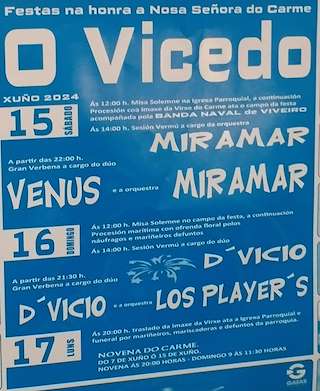 Festas na honra a Nosa Señora do Carme
O Vicedo
XUÑO 2024
15 SÁBADO
Ás 12:00 h. Misa Solemne na Igrexa Parroquial, a continuación
Procesión coa imaxe da Virxe do Carme ata o campo da festa
acompañada pola BANDA NAVAL de VIVEIRO
Ás 14:00 h. Sesión Vermú a cargo da orquestra
MIRAMAR
A partir das 22:00 h.
Gran Verbena a cargo do dúo
VENUS e a orquestra MIRAMAR
16 DOMINGO
Ás 12:00 h. Misa Solemne no campo da festa, a continuación
Procesión marítima con ofrenda floral polos
náufragos e mariñeiros defuntos
Ás 14:00 h. Sesión Vermú a cargo do dúo
D´VICIO
A partir das 21:30 h.
Gran Verbena a cargo do dúo
D´VICIO e a orquestra LOS PLAYER´S
17 LUNS
Ás 20:00 h, traslado da imaxe da Virxe ata a Igrexa Parroquial e
funeral por mariñeiros, mariscadoras e defuntos da parroquia.
NOVENA DO CARME.
DO 7 DE XUÑO Ó 15 DE XUÑO.
NOVENA ÁS 20:00 HORAS - DOMINGO 9 ÁS 11:30 HORAS